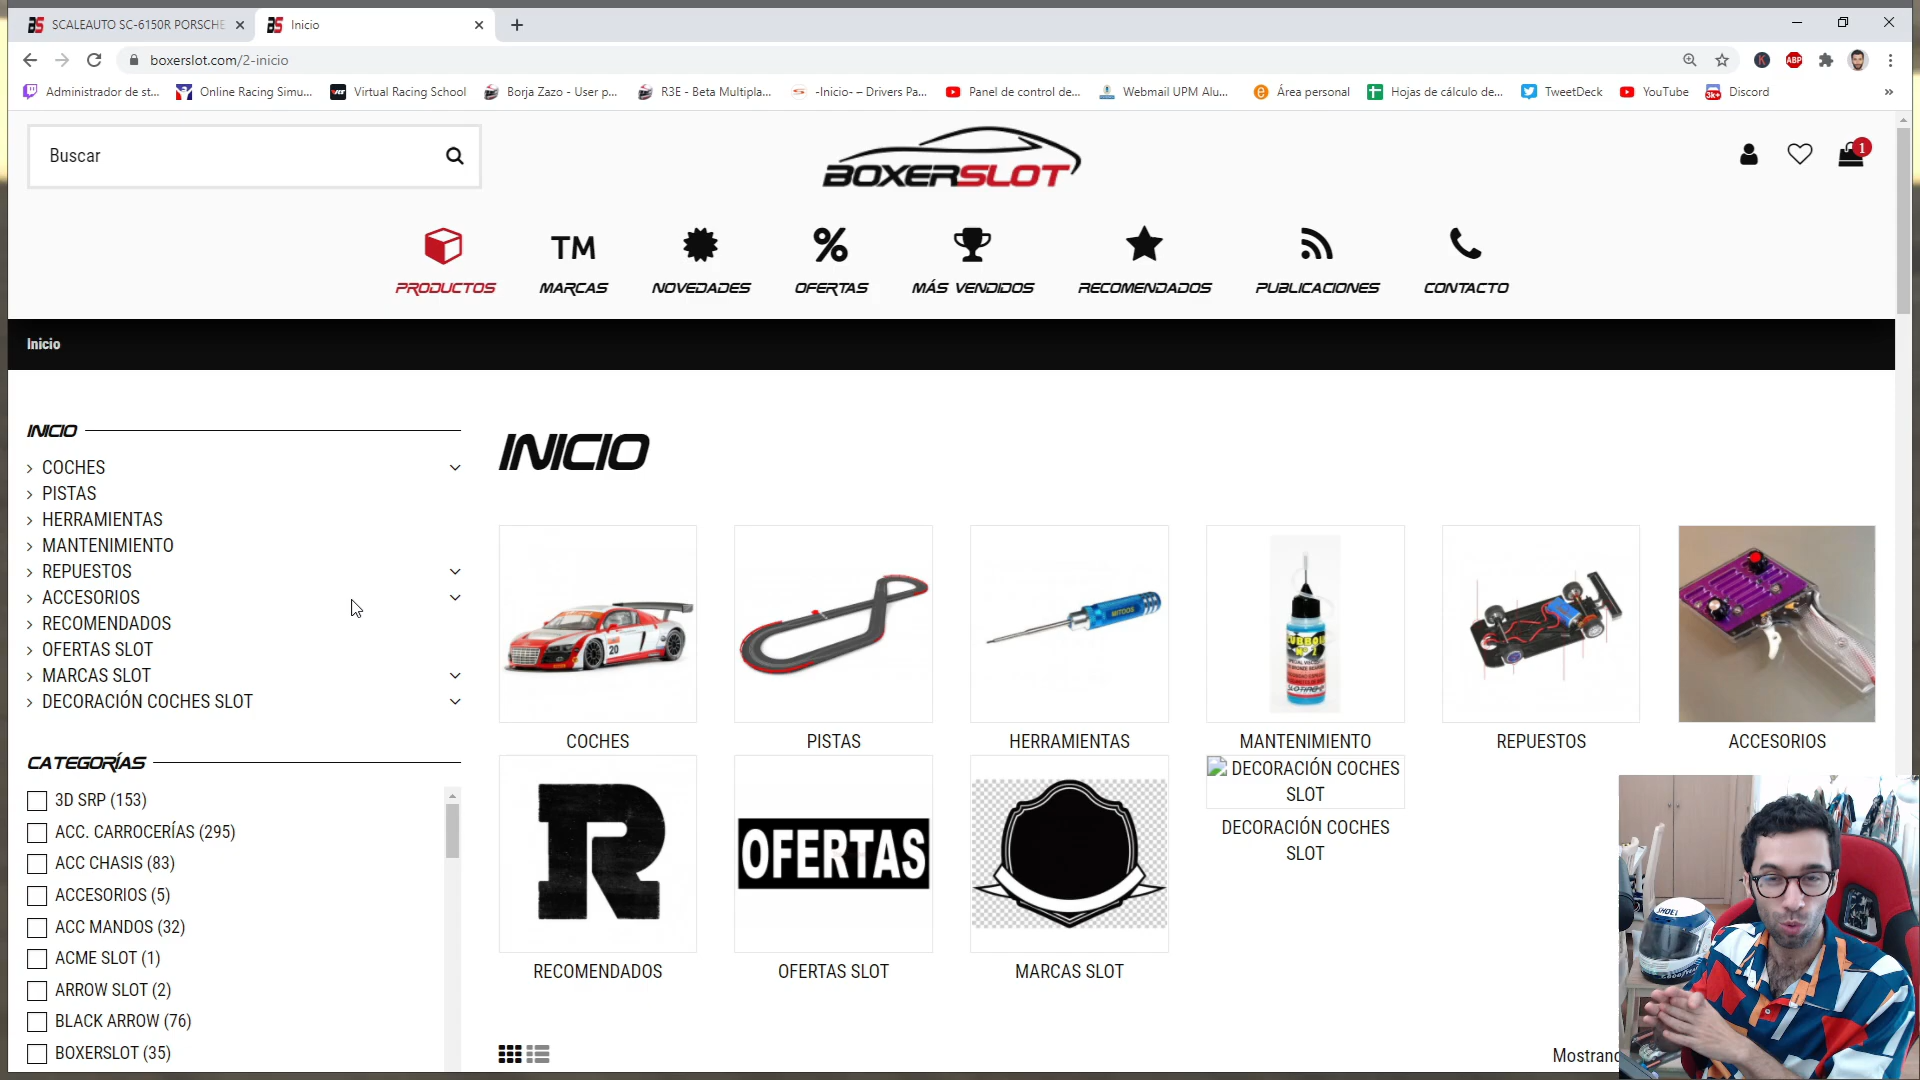 SCALEAUTO SC-6150R PORSCHE
Inicio
boxerslot.com/2-inicio
ABP
Administrador de st...
Online Racing Simu...
Virtual Racing School
Borja Zazo - User p...
R3E - Beta Multipla...
-Inicio- – Drivers Pa...
Panel de control de...
Webmail UPM Alu...
Área personal
Hojas de cálculo de...
TweetDeck
YouTube
Discord
»
Buscar
BOXERSLOT
1
TM
%
PRODUCTOS
MARCAS
NOVEDADES
OFERTAS
MÁS VENDIDOS
RECOMENDADOS
PUBLICACIONES
CONTACTO
Inicio
INICIO
COCHES
PISTAS
HERRAMIENTAS
MANTENIMIENTO
REPUESTOS
ACCESORIOS
RECOMENDADOS
OFERTAS SLOT
MARCAS SLOT
DECORACIÓN COCHES SLOT
CATEGORÍAS
3D SRP (153)
ACC. CARROCERÍAS (295)
ACC CHASIS (83)
ACCESORIOS (5)
ACC MANDOS (32)
ACME SLOT (1)
ARROW SLOT (2)
BLACK ARROW (76)
BOXERSLOT (35)
INICIO
20
COCHES
PISTAS
HERRAMIENTAS
MANTENIMIENTO
REPUESTOS
ACCESORIOS
R
RECOMENDADOS
OFERTAS
OFERTAS SLOT
MARCAS SLOT
DECORACIÓN COCHES
SLOT
DECORACIÓN COCHES
SLOT
Mostrand
SHOEI